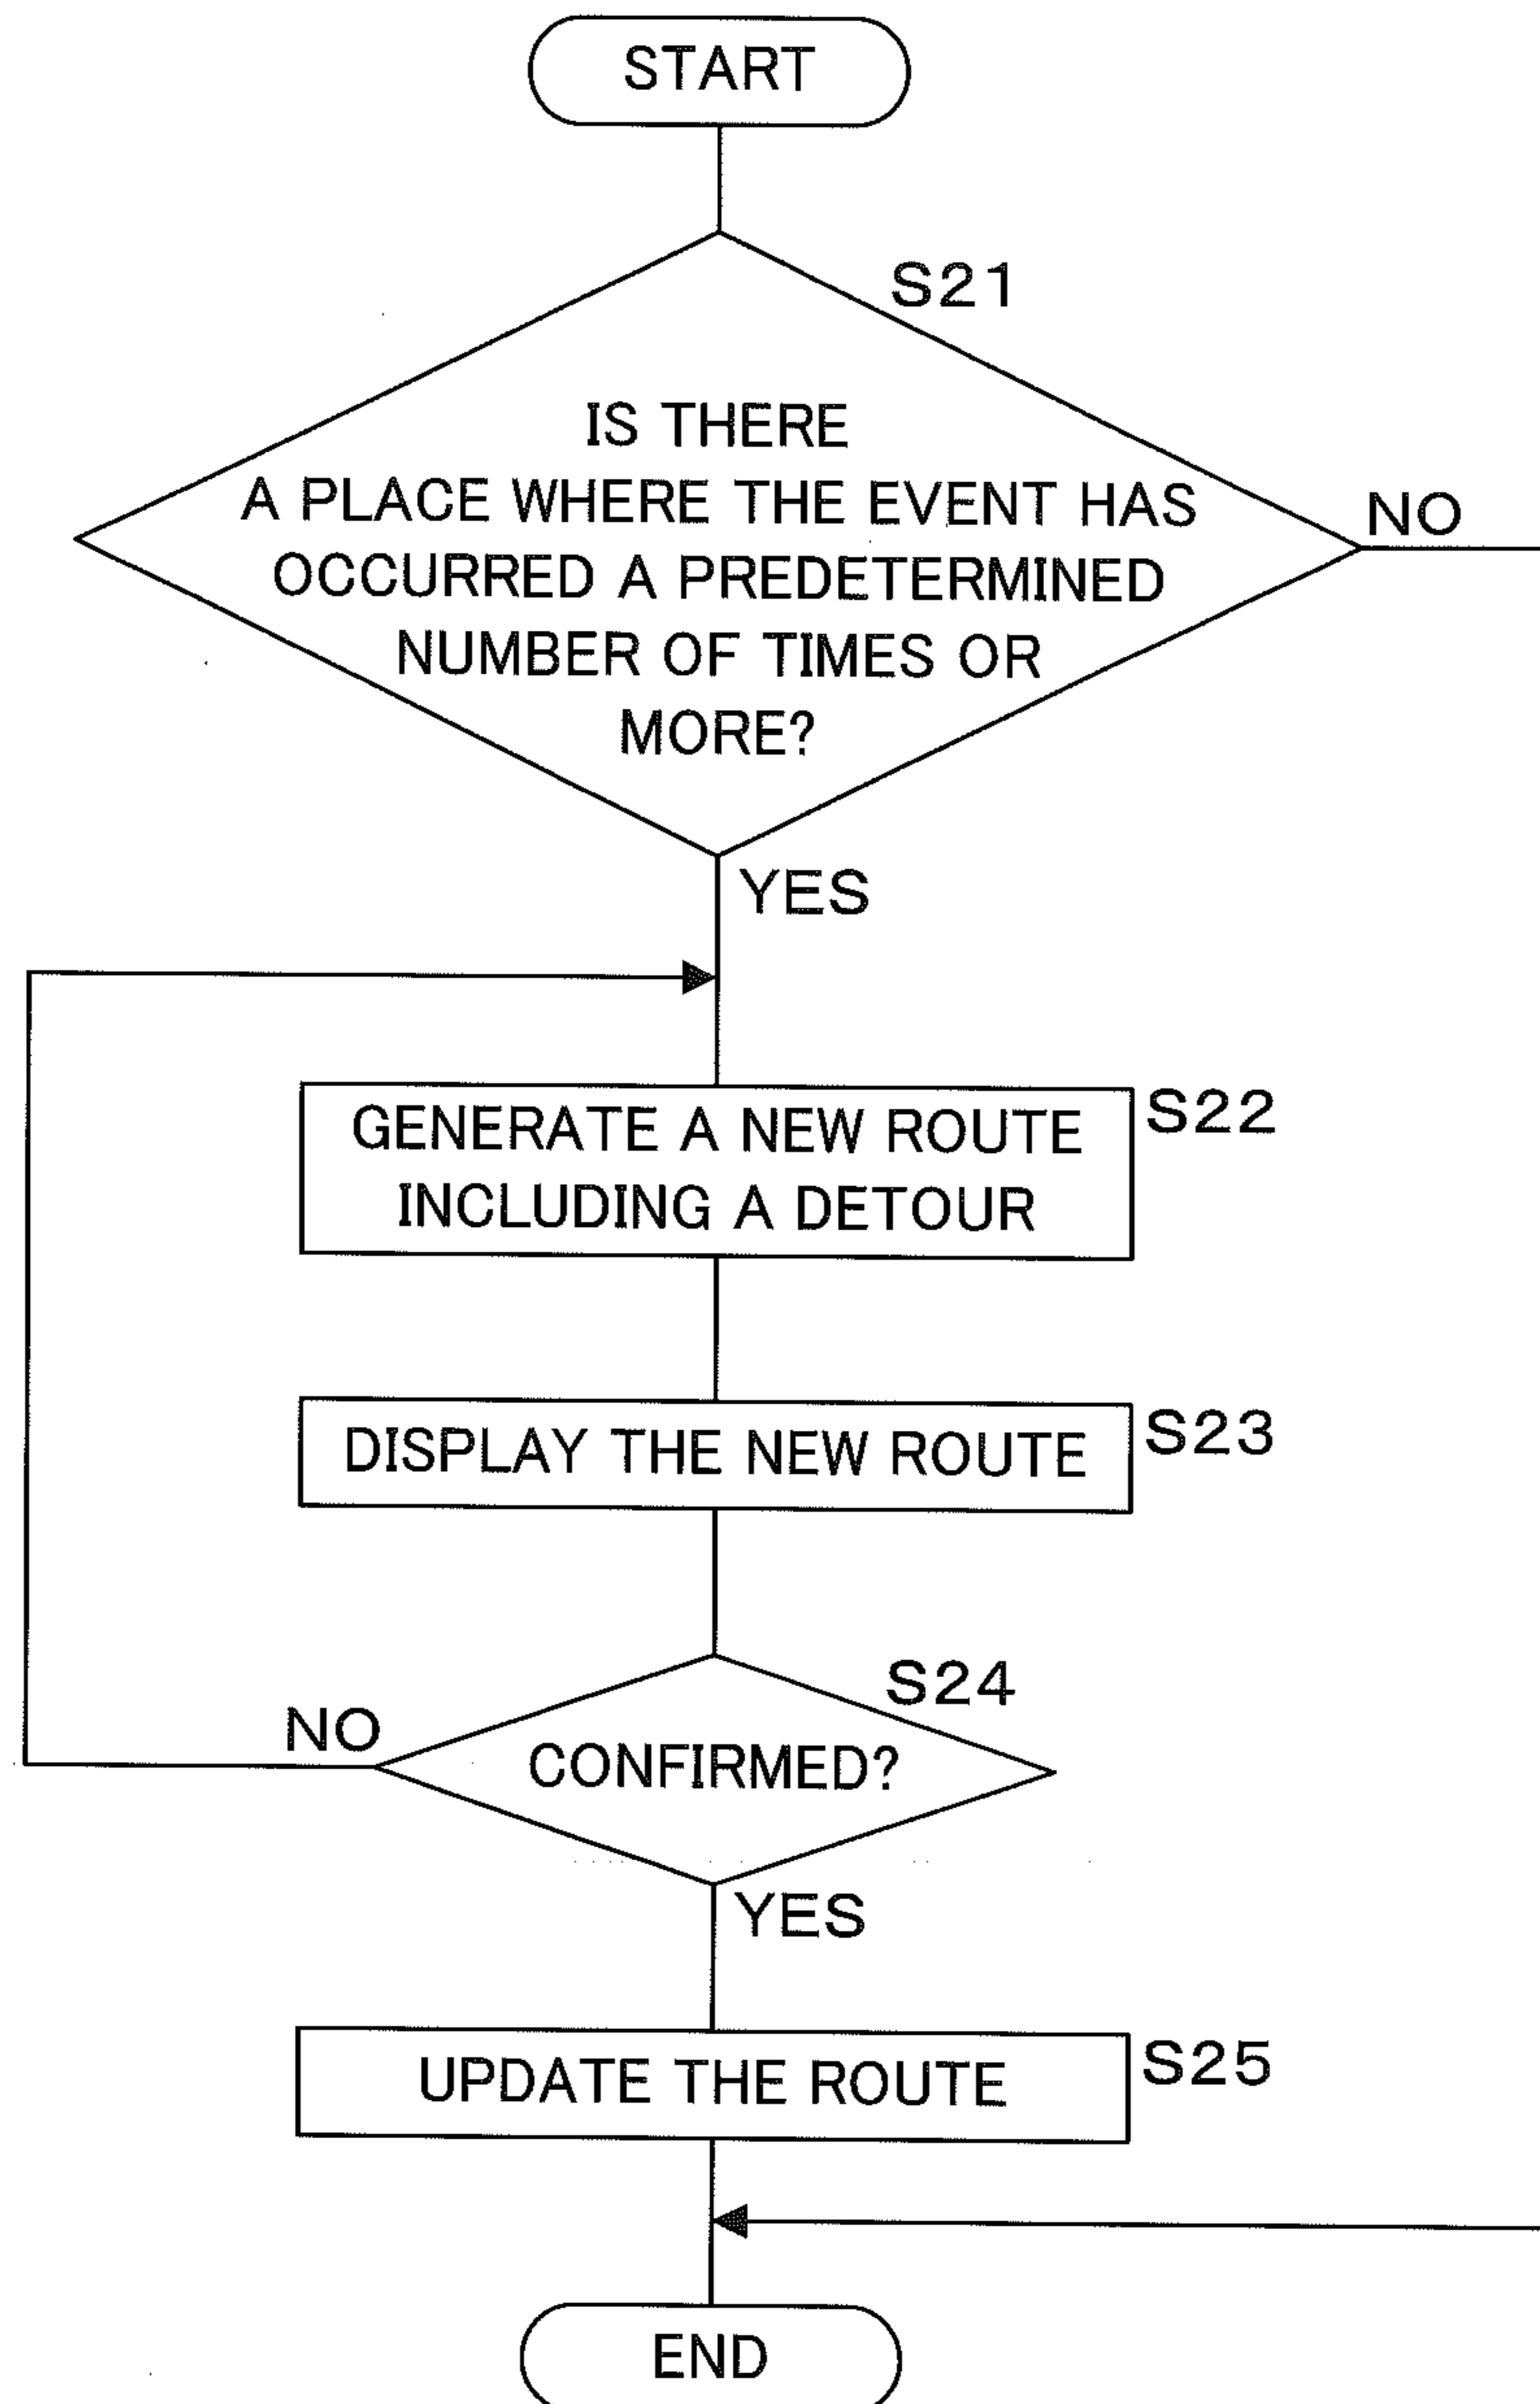 START
S21
IS THERE
A PLACE WHERE THE EVENT HAS
OCCURRED A PREDETERMINED
NUMBER OF TIMES OR
MORE?
NO
YES
GENERATE A NEW ROUTE
INCLUDING A DETOUR
S22
DISPLAY THE NEW ROUTE
S23
S24
NO
CONFIRMED?
YES
UPDATE THE ROUTE
S25
END